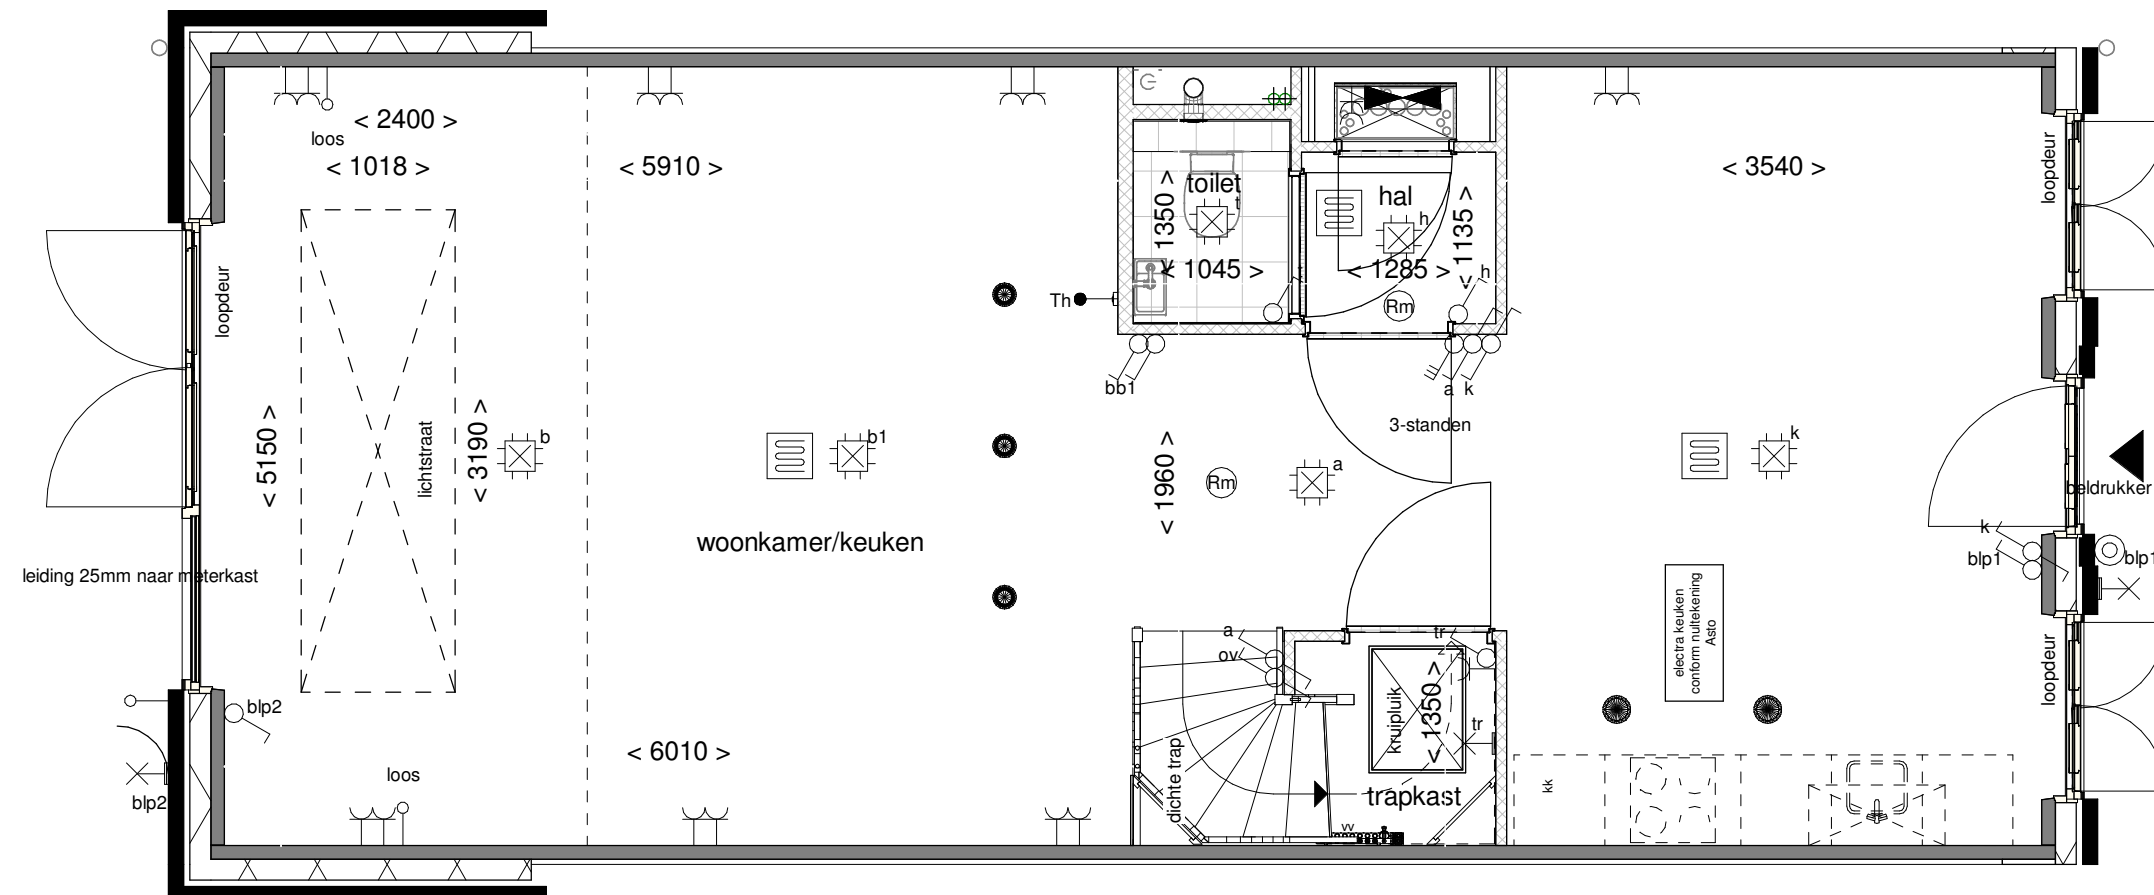 < 2400 >
loos
< 1018 >
< 5910 >
< 3540 >
loopdeur
toilet
t
< 1350 >
< 1045 >
hal
h
< 1135 >
< 1285 >
h
Rm
Th
loopdeur
bb1
a k
3-standen
< 5150 >
lichtstraat
< 3190 >
b
b1
< 1960 >
Rm
a
k
beldrukker
k
blp1
blp1
woonkamer/keuken
leiding 25mm naar meterkast
electra keuken
conform nultekening
Asto
a
ov
tr
kruipluik
< 1350 >
tr
loopdeur
blp2
< 6010 >
dichte trap
loos
blp2
trapkast
vv
kk